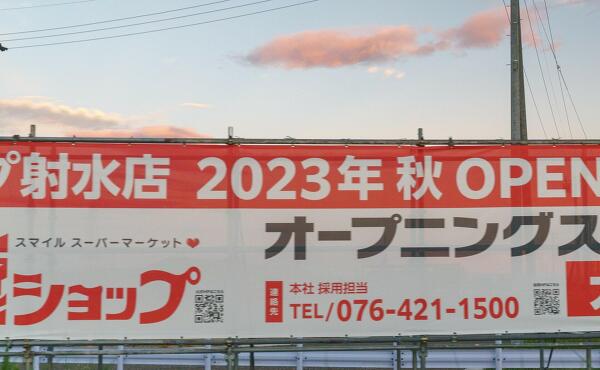 プ射水店 2023年 秋 OPEN
スマイル スーパーマーケット
ショップ
オープニングス
連絡先
本社 採用担当
TEL/076-421-1500